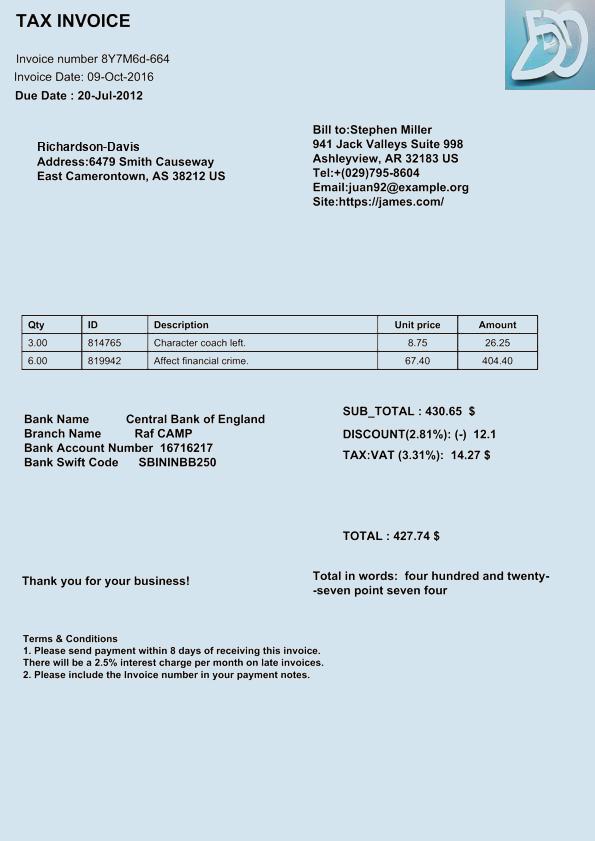 TAX INVOICE
Invoice number 8Y7M6d-664
Invoice Date: 09-Oct-2016
Due Date : 20-Jul-2012
Richardson-Davis
Address:6479 Smith Causeway
East Camerontown, AS 38212 US
Bill to:Stephen Miller
941 Jack Valleys Suite 998
Ashleyview, AR 32183 US
Tel:+(029)795-8604
Email:juan92@example.org
Site:https://james.com/
Qty ID Description Unit price Amount
3.00 814765 Character coach left. 8.75 26.25
6.00 819942 Affect financial crime. 67.40 404.40
Bank Name Central Bank of England
Branch Name Raf CAMP
Bank Account Number 16716217
Bank Swift Code SBININBB250
SUB_TOTAL : 430.65 $
DISCOUNT(2.81%): (-) 12.1
TAX:VAT (3.31%): 14.27 $
TOTAL : 427.74 $
Total in words: four hundred and twenty-
-seven point seven four
Thank you for your business!
Terms & Conditions
1. Please send payment within 8 days of receiving this invoice.
There will be a 2.5% interest charge per month on late invoices.
2. Please include the Invoice number in your payment notes.